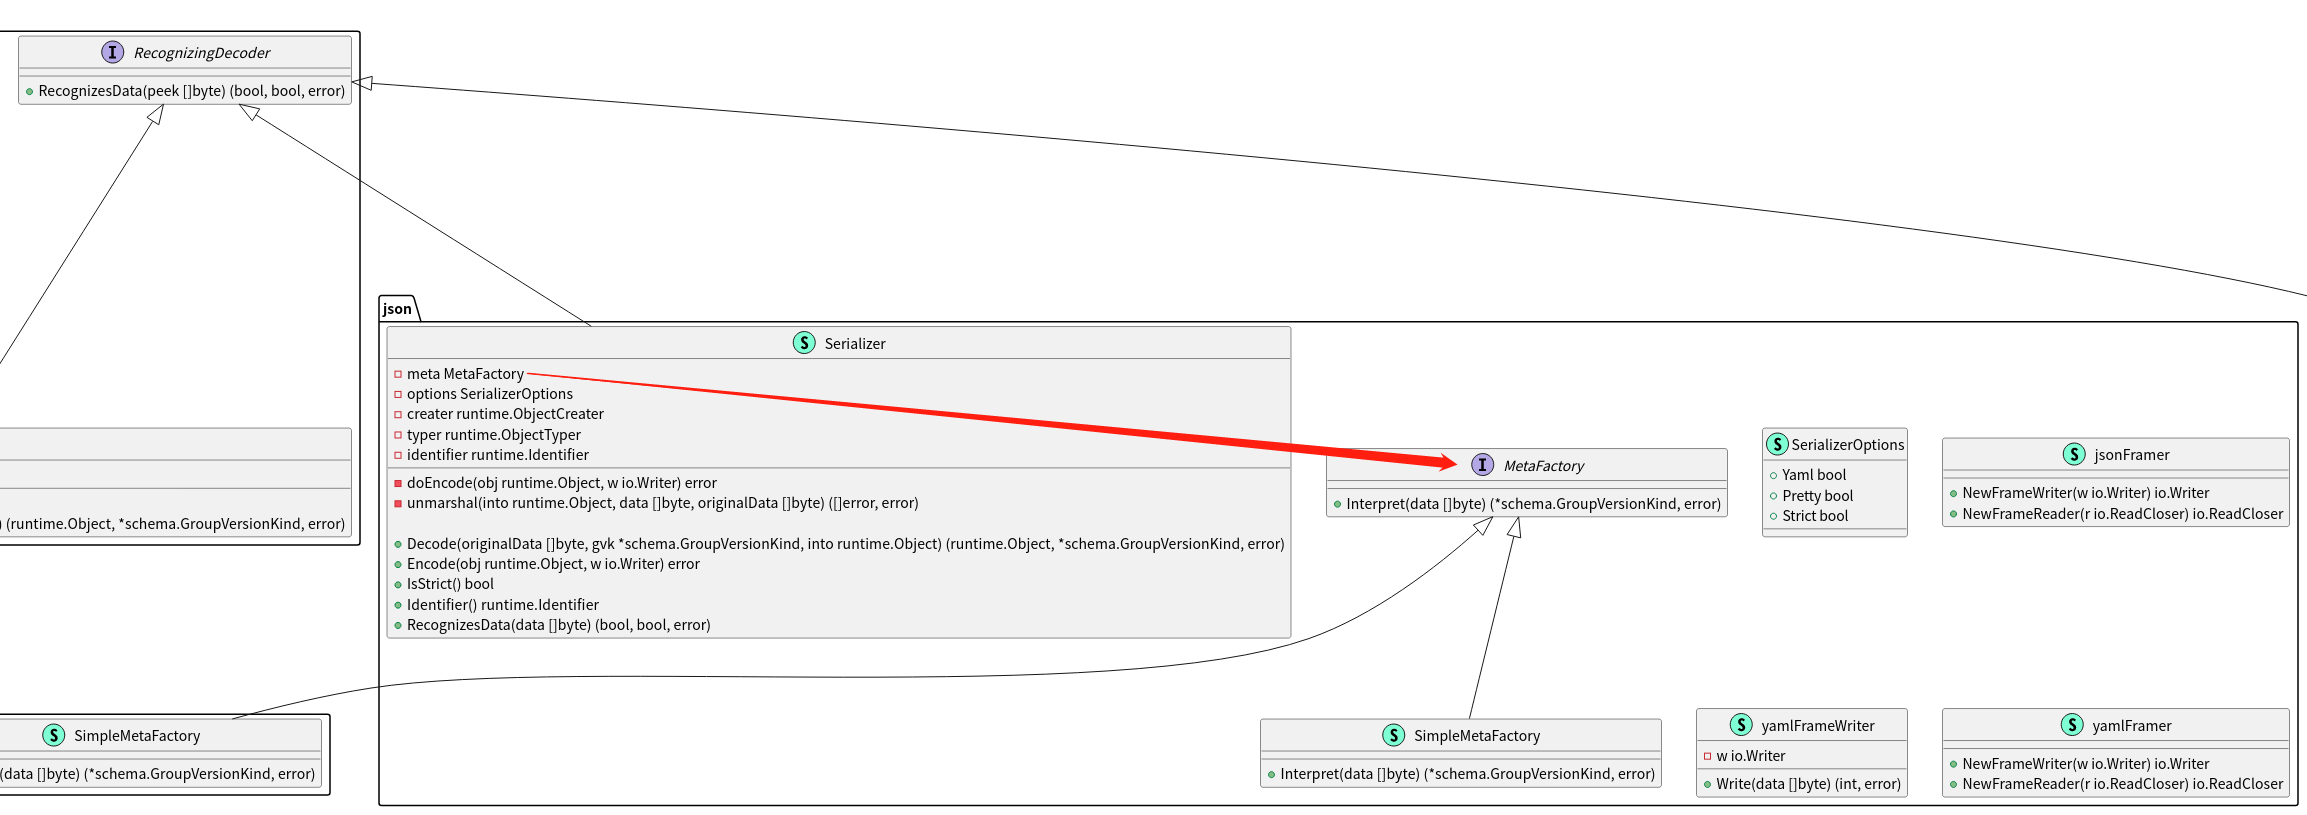 I RecognizingDecoder
RecognizesData(peek []byte) (bool, bool, error)
json
S Serializer
meta MetaFactory
options SerializerOptions
creater runtime.ObjectCreater
typer runtime.ObjectTyper
identifier runtime.Identifier
doEncode(obj runtime.Object, w io.Writer) error
unmarshal(into runtime.Object, data []byte, originalData []byte) ([]error, error)
Decode(originalData []byte, gvk *schema.GroupVersionKind, into runtime.Object) (runtime.Object, *schema.GroupVersionKind, error)
Encode(obj runtime.Object, w io.Writer) error
IsStrict() bool
Identifier() runtime.Identifier
RecognizesData(data []byte) (bool, bool, error)
I MetaFactory
Interpret(data []byte) (*schema.GroupVersionKind, error)
S SerializerOptions
Yaml bool
Pretty bool
Strict bool
S jsonFramer
NewFrameWriter(w io.Writer) io.Writer
NewFrameReader(r io.ReadCloser) io.ReadCloser
) (runtime.Object, *schema.GroupVersionKind, error)
S SimpleMetaFactory
(data []byte) (*schema.GroupVersionKind, error)
S SimpleMetaFactory
Interpret(data []byte) (*schema.GroupVersionKind, error)
S yamlFrameWriter
w io.Writer
Write(data []byte) (int, error)
S yamlFramer
NewFrameWriter(w io.Writer) io.Writer
NewFrameReader(r io.ReadCloser) io.ReadCloser